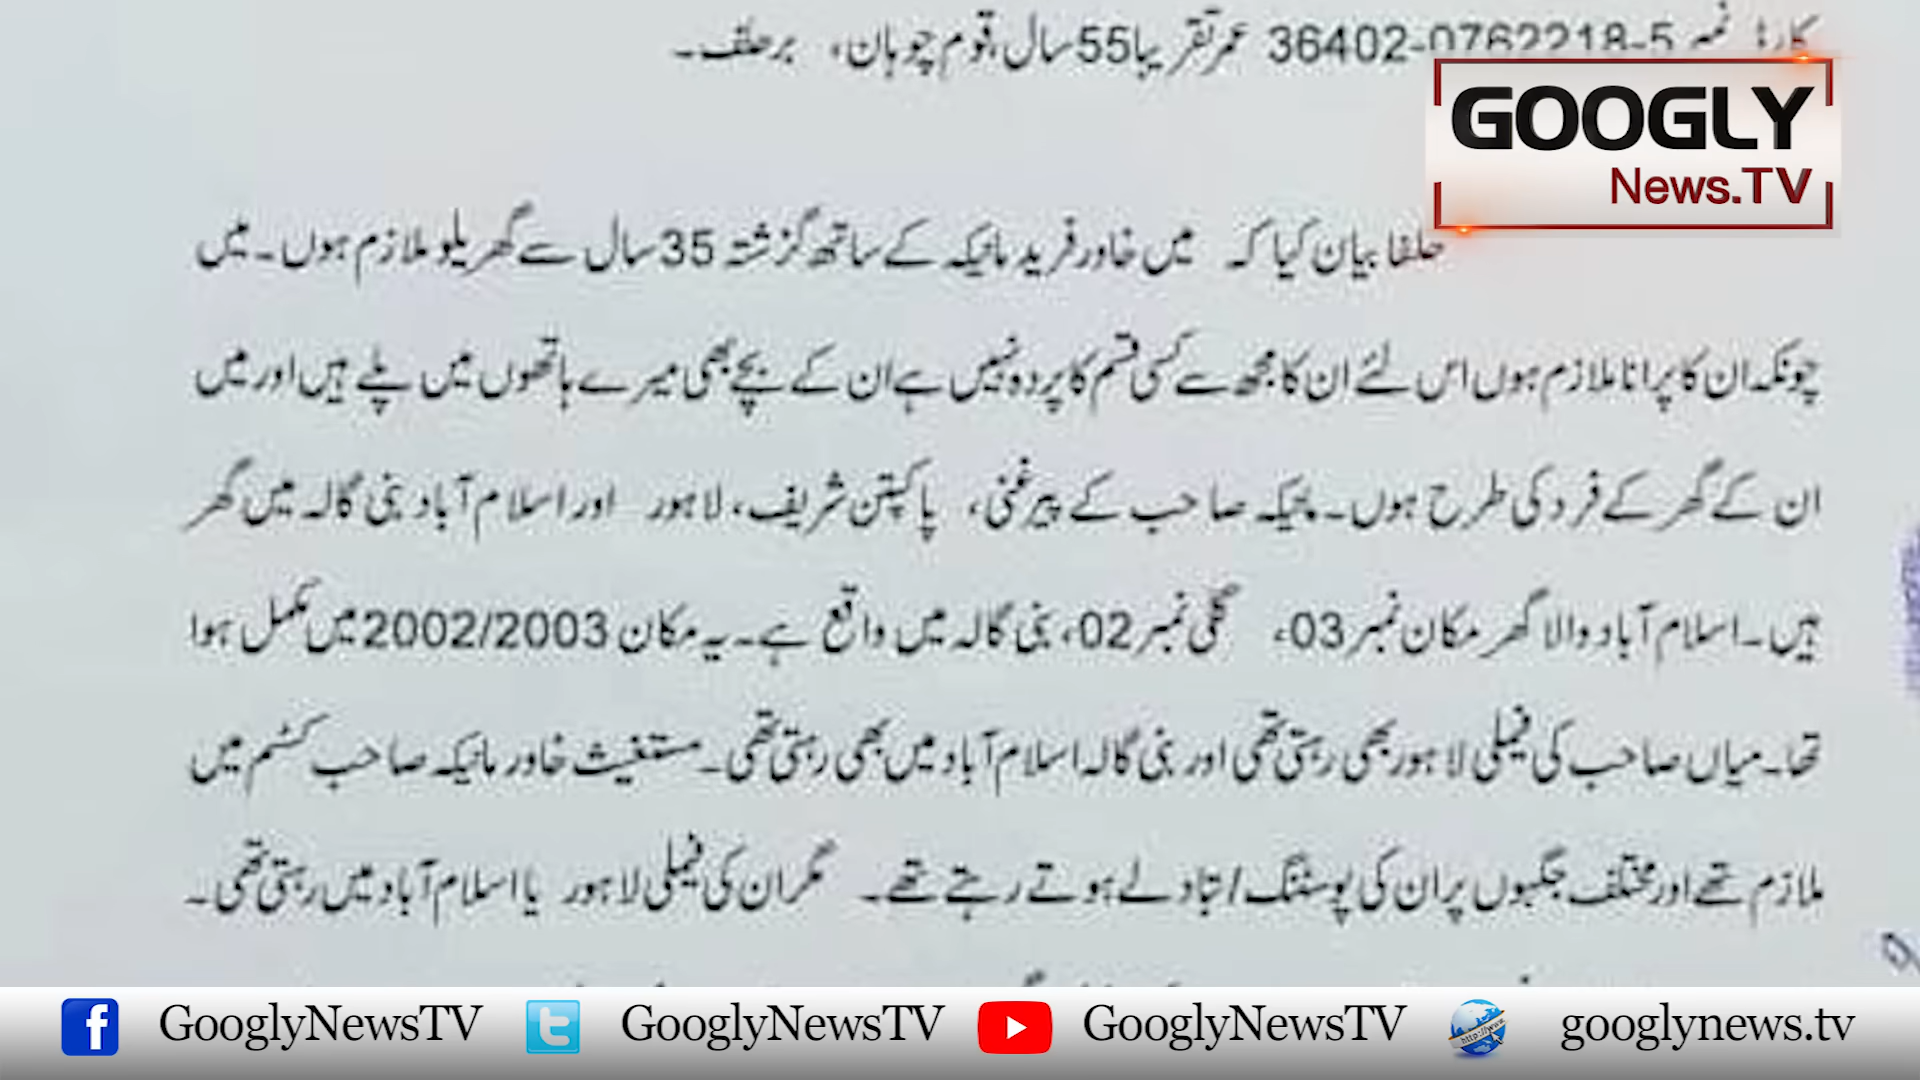 کارڈ نمبر 5-0762218-36402 عمر تقریبا 55 سال، قوم چوہان، برحلف۔
GOOGLY
News.TV
حلفا بیان کیا کہ میں خاور فرید مانیکہ کے ساتھ گزشتہ 35 سال سے گھریلو ملازم ہوں۔ میں
چونکہ ان کا پرانا ملازم ہوں اس لئے ان کا مجھ سے کسی قسم کا پردہ نہیں ہے ان کے بچے بھی میرے ہاتھوں میں پلے ہیں اور میں
ان کے گھر کے فرد کی طرح ہوں۔ مانیکہ صاحب کے پیر غنی، پاکپتن شریف، لاہور اور اسلام آباد بنی گالہ میں گھر
ہیں۔ اسلام آباد والا گھر مکان نمبر 03، گلی نمبر 02، بنی گالہ میں واقع ہے۔ یہ مکان 2002/2003 میں مکمل ہوا
تھا۔ میاں صاحب کی فیملی لاہور بھی رہتی تھی اور بنی گالہ اسلام آباد میں بھی رہتی تھی۔ مستغیث خاور مانیکہ صاحب کسٹم میں
ملازم تھے اور مختلف جگہوں پر ان کی پوسٹنگ / تبادلے ہوتے رہتے تھے۔ مگر ان کی فیملی لاہور یا اسلام آباد میں رہتی تھی۔
GooglyNewsTV GooglyNewsTV GooglyNewsTV googlynews.tv